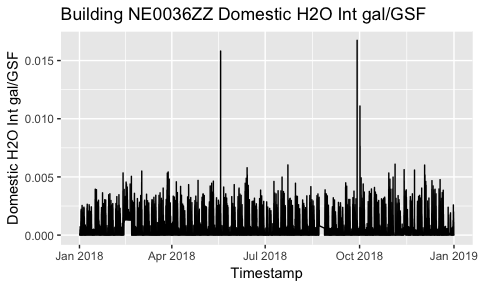 Building NE0036ZZ Domestic H2O Int gal/GSF
Domestic H2O Int gal/GSF
0.015
0.010
0.005
0.000
Jan 2018 Apr 2018 Jul 2018 Oct 2018 Jan 2019
Timestamp